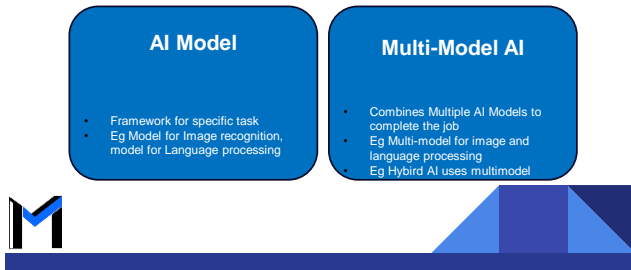 AI Model
• Framework for specific task
• Eg Model for Image recognition,
model for Language processing
Multi-Model AI
• Combines Multiple AI Models to
complete the job
• Eg Multi-model for image and
language processing
• Eg Hybird AI uses multimodel